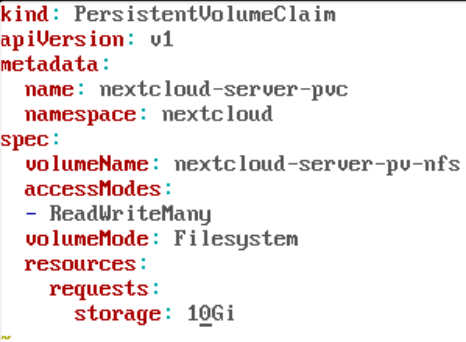 kind: PersistentVolumeClaim
apiVersion: v1
metadata:
  name: nextcloud-server-pvc
  namespace: nextcloud
spec:
  volumeName: nextcloud-server-pv-nfs
  accessModes:
  - ReadWriteMany
  volumeMode: Filesystem
  resources:
    requests:
      storage: 10Gi
~